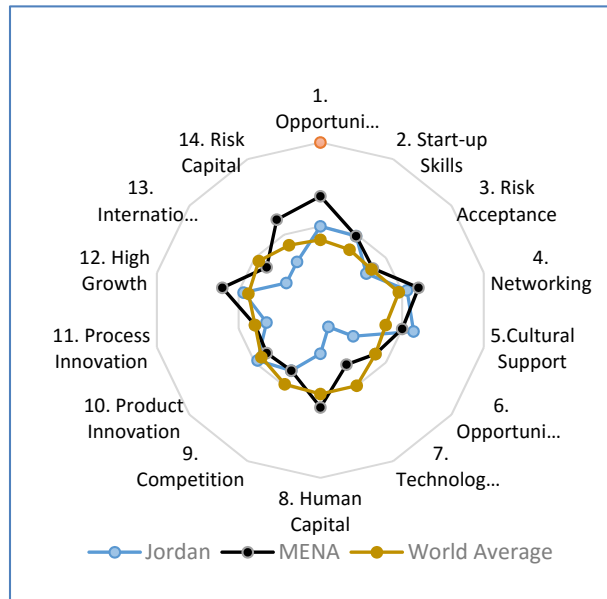 1.
Opportuni...
2. Start-up
Skills
3. Risk
Acceptance
4.
Networking
5.Cultural
Support
6.
Opportuni...
7.
Technolog...
8. Human
Capital
9.
Competition
10. Product
Innovation
11. Process
Innovation
12. High
Growth
13.
Internatio...
14. Risk
Capital
Jordan
MENA
World Average